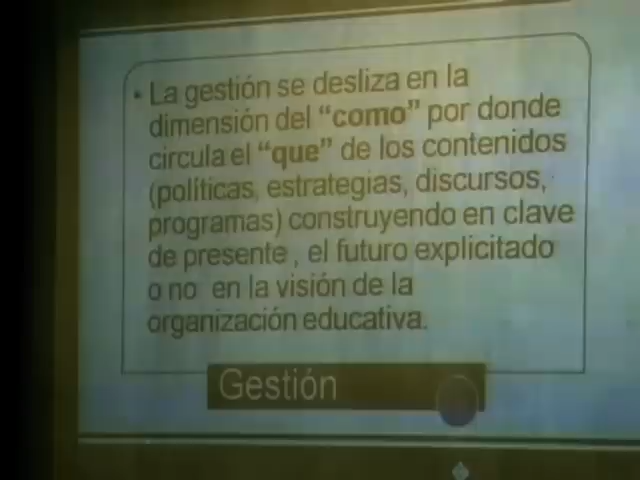 • La gestión se desliza en la
dimensión del “como” por donde
circula el “que” de los contenidos
(políticas, estrategias, discursos,
programas) construyendo en clave
de presente , el futuro explicitado
o no en la visión de la
organización educativa.
Gestión